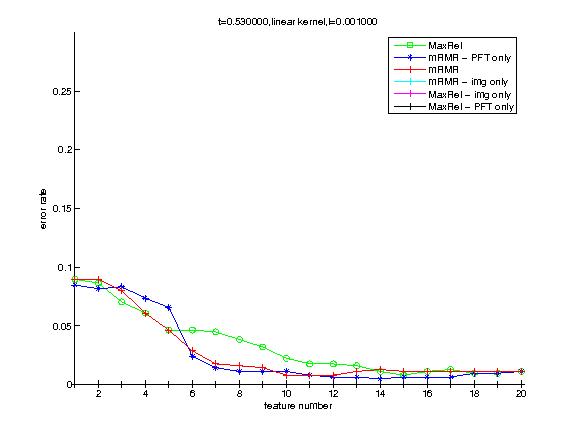 t=0.530000,linear kernel,l=0.001000
MaxRel
mRMR – PFT only
mRMR
mRMR – img only
MaxRel – img only
MaxRel – PFT only
0.25
0.2
0.15
0.1
0.05
0
error rate
2 4 6 8 10 12 14 16 18 20
feature number